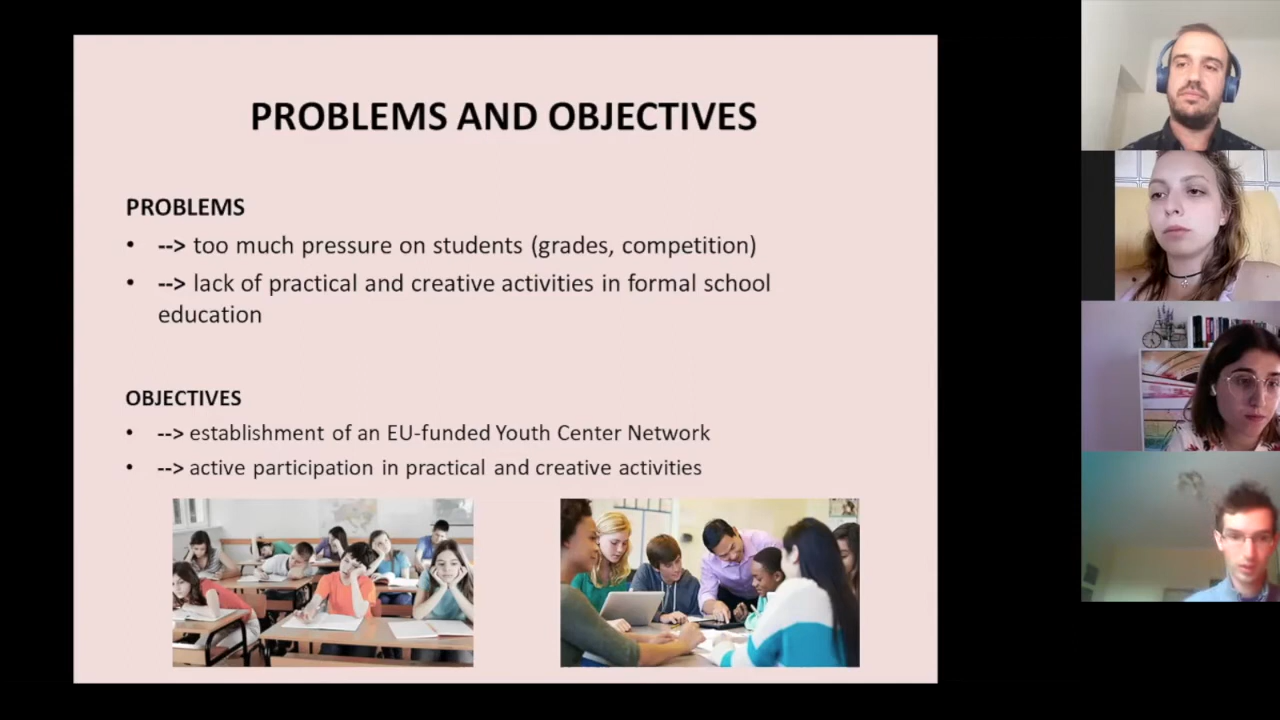 PROBLEMS AND OBJECTIVES
PROBLEMS
• --> too much pressure on students (grades, competition)
• --> lack of practical and creative activities in formal school
education
OBJECTIVES
• --> establishment of an EU-funded Youth Center Network
• --> active participation in practical and creative activities